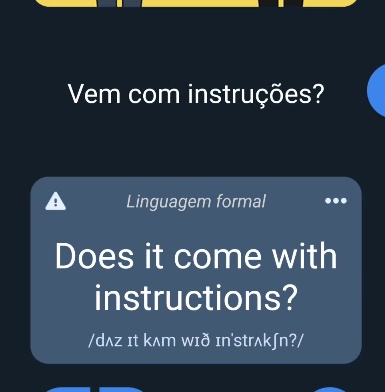 Vem com instruções?
Linguagem formal
Does it come with
instructions?
/dʌz ɪt kʌm wɪð ɪn'strʌkʃn?/